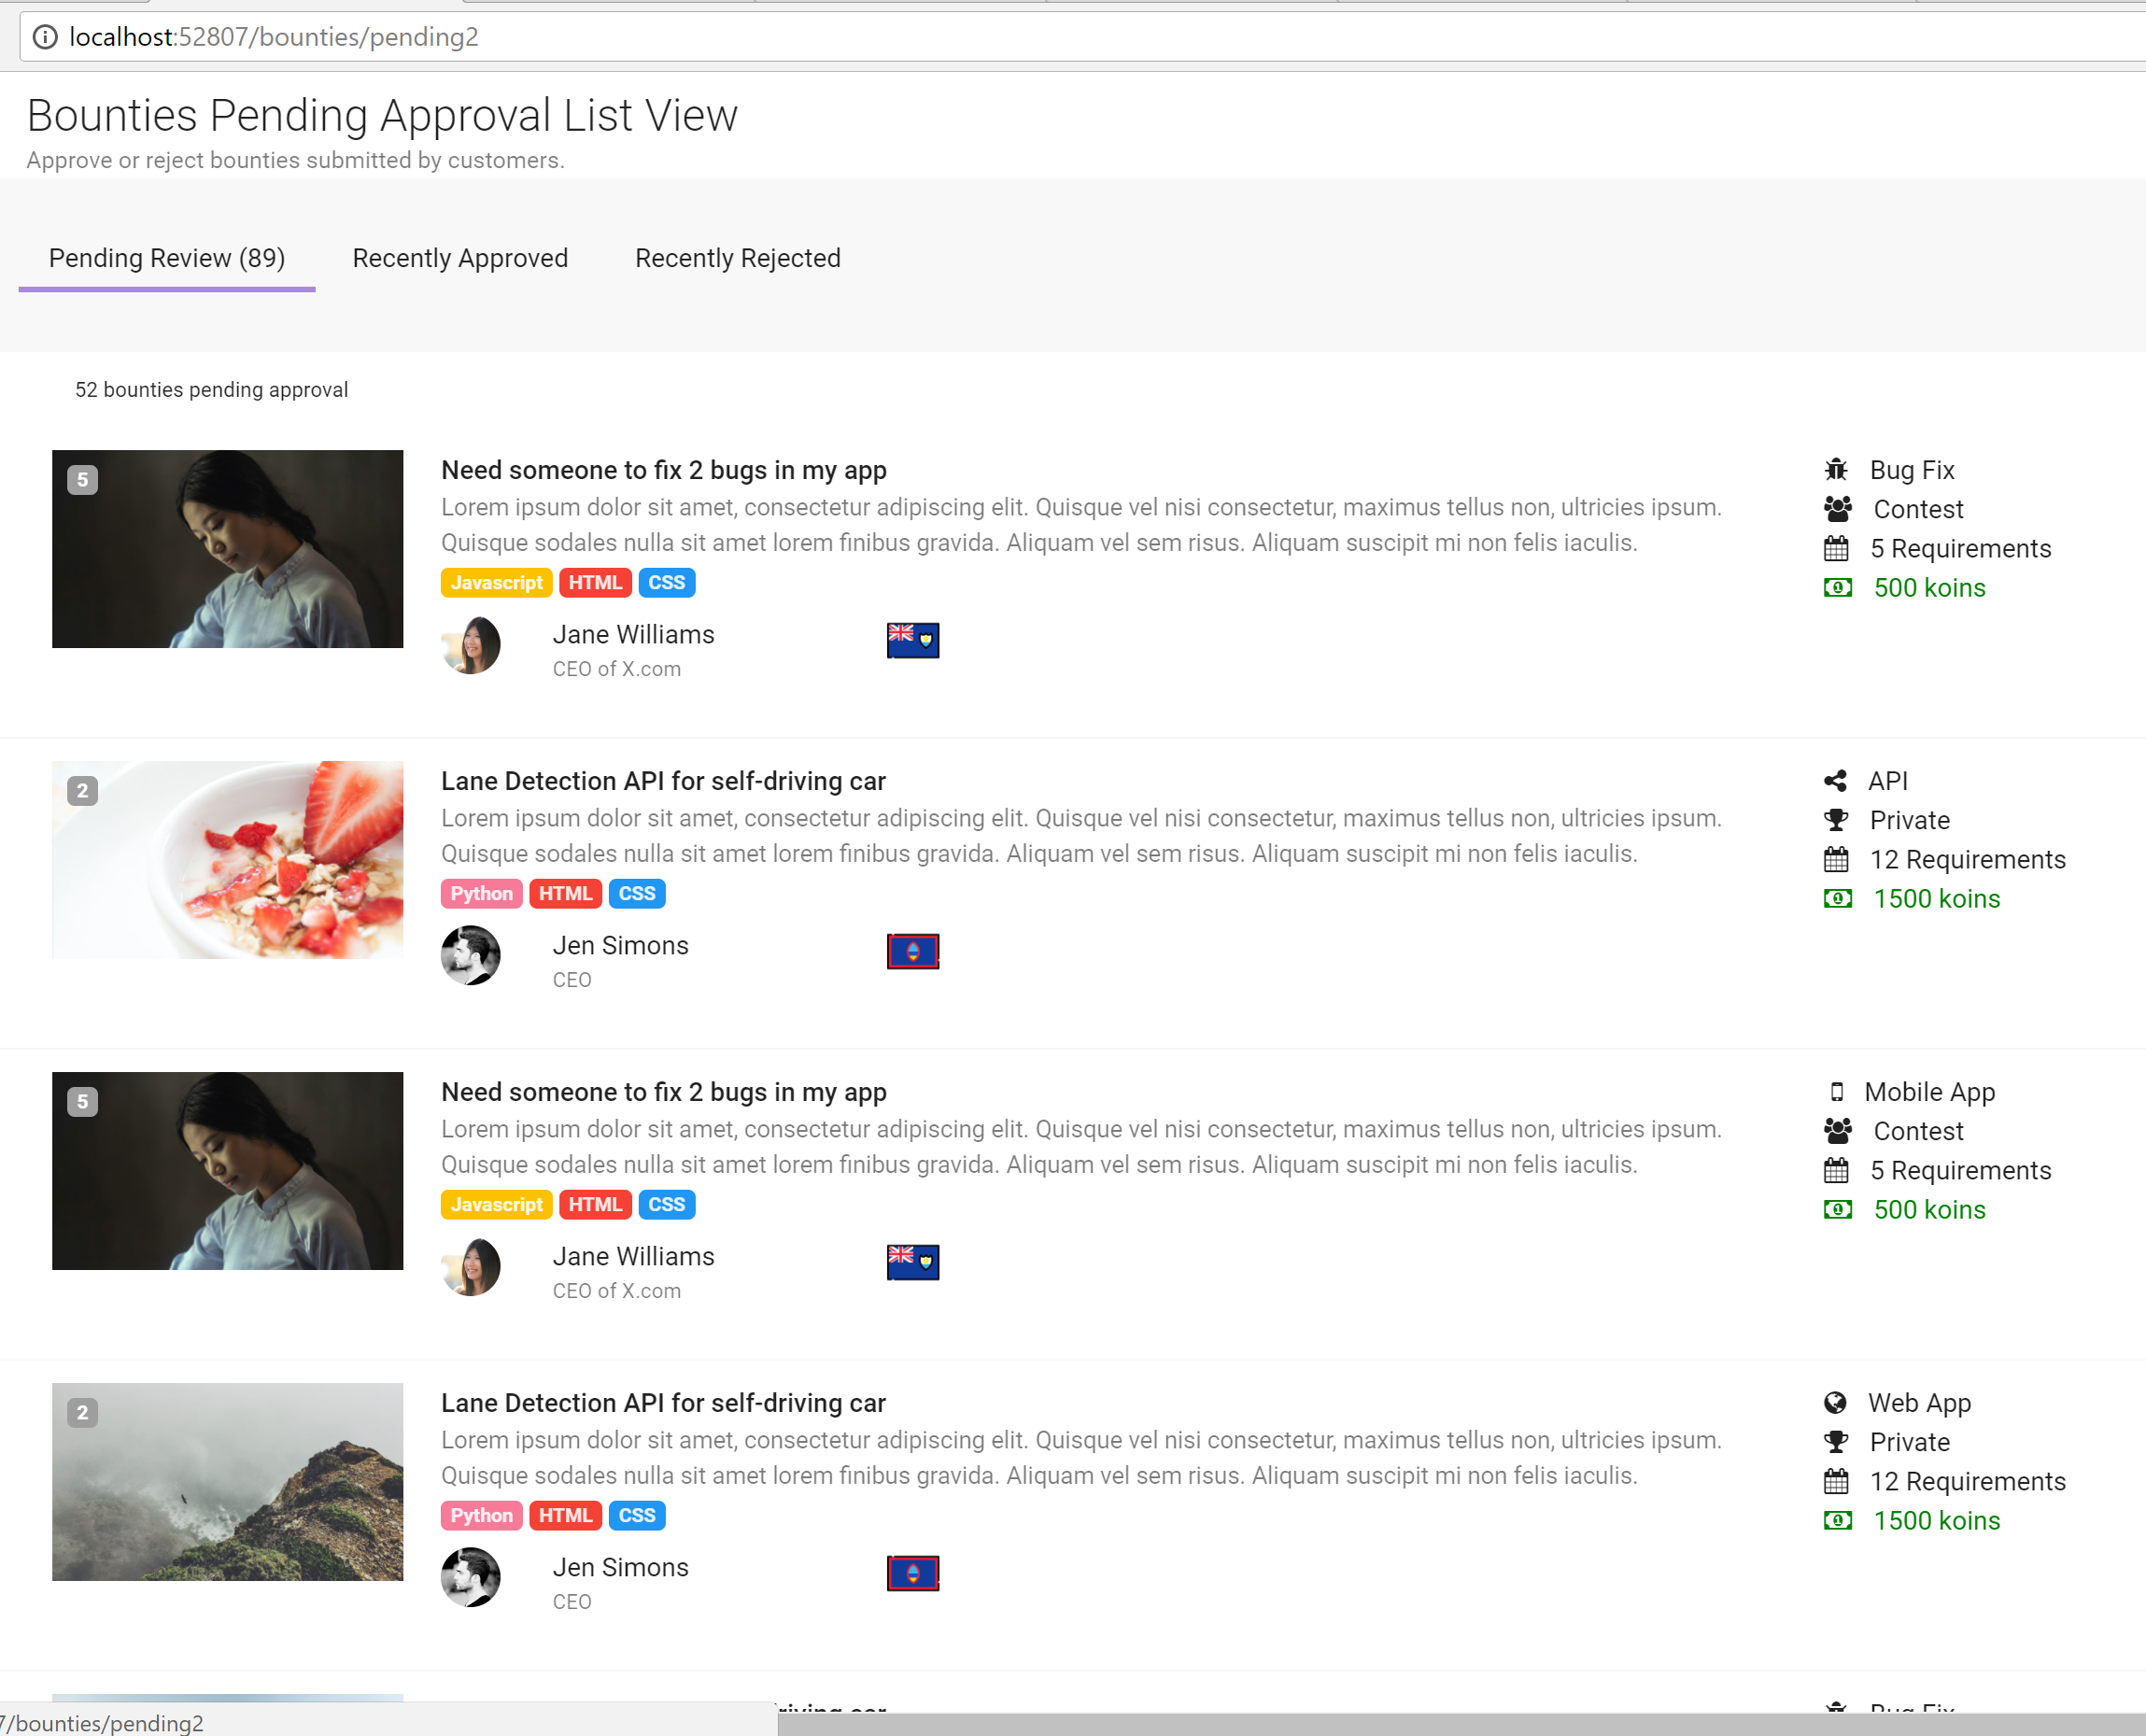 localhost:52807/bounties/pending2
Bounties Pending Approval List View
Approve or reject bounties submitted by customers.
Pending Review (89) Recently Approved Recently Rejected
52 bounties pending approval
5
Need someone to fix 2 bugs in my app
Lorem ipsum dolor sit amet, consectetur adipiscing elit. Quisque vel nisi consectetur, maximus tellus non, ultricies ipsum.
Quisque sodales nulla sit amet lorem finibus gravida. Aliquam vel sem risus. Aliquam suscipit mi non felis iaculis.
Javascript HTML CSS
Jane Williams
CEO of X.com
Bug Fix
Contest
5 Requirements
500 koins
2
Lane Detection API for self-driving car
Lorem ipsum dolor sit amet, consectetur adipiscing elit. Quisque vel nisi consectetur, maximus tellus non, ultricies ipsum.
Quisque sodales nulla sit amet lorem finibus gravida. Aliquam vel sem risus. Aliquam suscipit mi non felis iaculis.
Python HTML CSS
Jen Simons
CEO
API
Private
12 Requirements
1500 koins
5
Need someone to fix 2 bugs in my app
Lorem ipsum dolor sit amet, consectetur adipiscing elit. Quisque vel nisi consectetur, maximus tellus non, ultricies ipsum.
Quisque sodales nulla sit amet lorem finibus gravida. Aliquam vel sem risus. Aliquam suscipit mi non felis iaculis.
Javascript HTML CSS
Jane Williams
CEO of X.com
Mobile App
Contest
5 Requirements
500 koins
2
Lane Detection API for self-driving car
Lorem ipsum dolor sit amet, consectetur adipiscing elit. Quisque vel nisi consectetur, maximus tellus non, ultricies ipsum.
Quisque sodales nulla sit amet lorem finibus gravida. Aliquam vel sem risus. Aliquam suscipit mi non felis iaculis.
Python HTML CSS
Jen Simons
CEO
Web App
Private
12 Requirements
1500 koins
car
Bug Fix
7/bounties/pending2